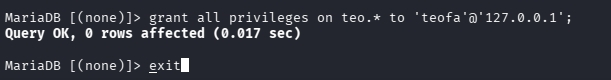 MariaDB [(none)]> grant all privileges on teo.* to 'teofa'@'127.0.0.1';
Query OK, 0 rows affected (0.017 sec)
MariaDB [(none)]> exit